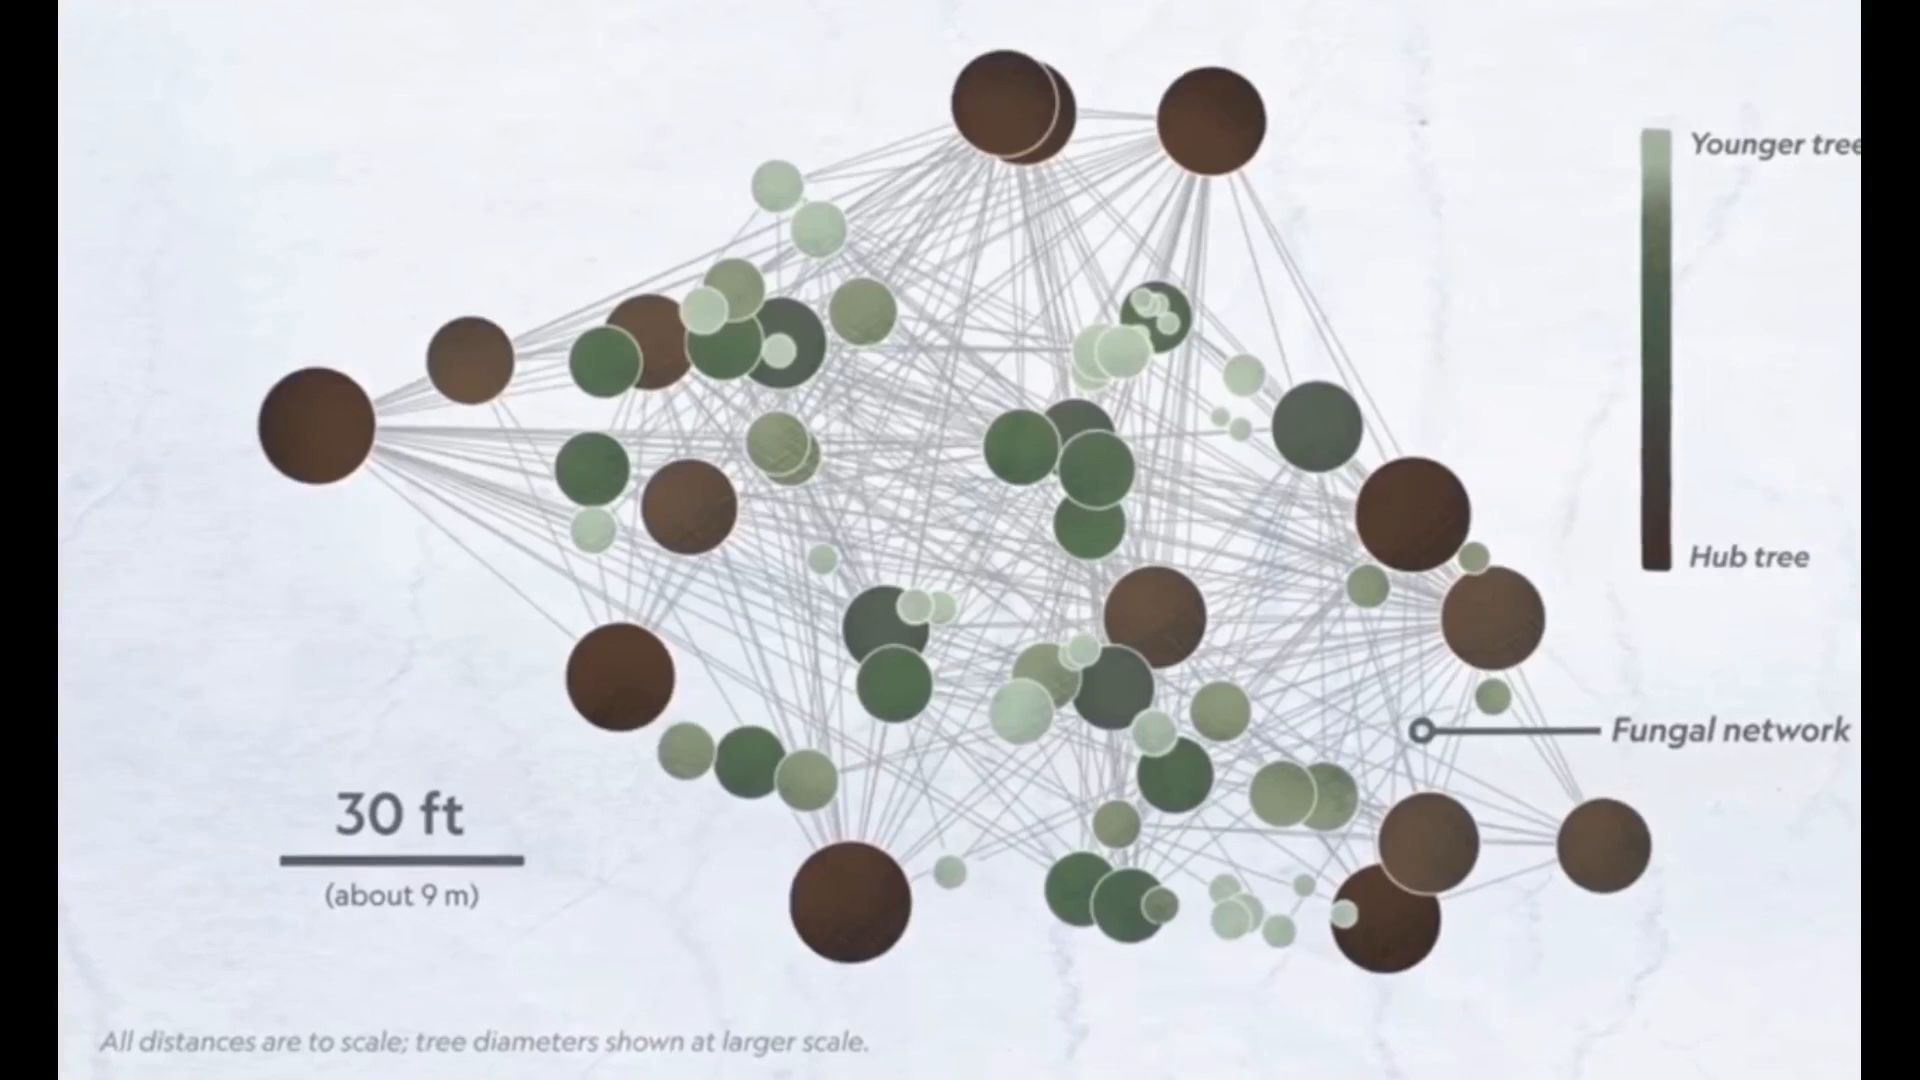 Younger tree
Hub tree
Fungal network
30 ft
(about 9 m)
All distances are to scale; tree diameters shown at larger scale.